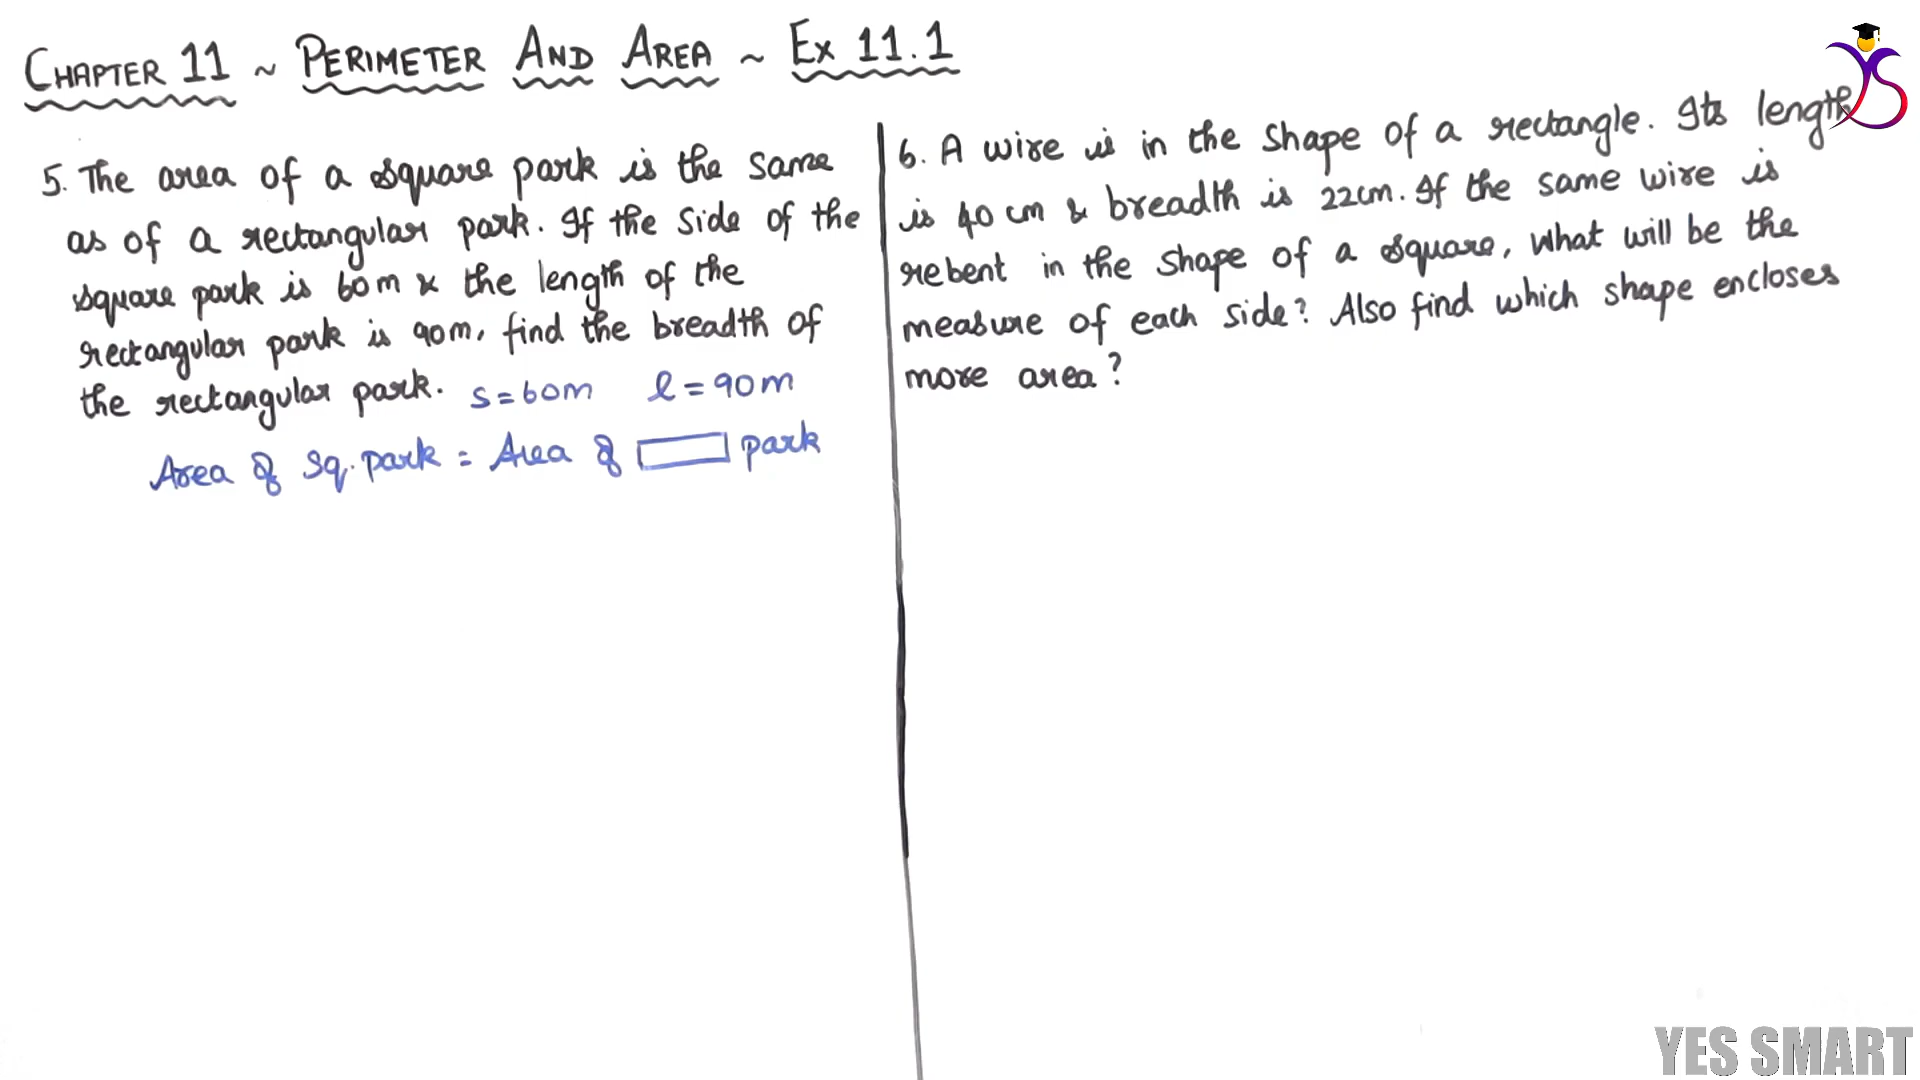 CHAPTER 11 ~ PERIMETER AND AREA ~ Ex 11.1
5. The area of a square park is the same
as of a rectangular park. If the side of the
square park is 60m & the length of the
rectangular park is 90m, find the breadth of
the rectangular park. s=60m l=90m
Area of sq. park = Area of park
6. A wire is in the shape of a rectangle. Its length
is 40 cm & breadth is 22cm. If the same wire is
rebent in the shape of a square, what will be the
measure of each side? Also find which shape encloses
more area?
YS
YES SMART